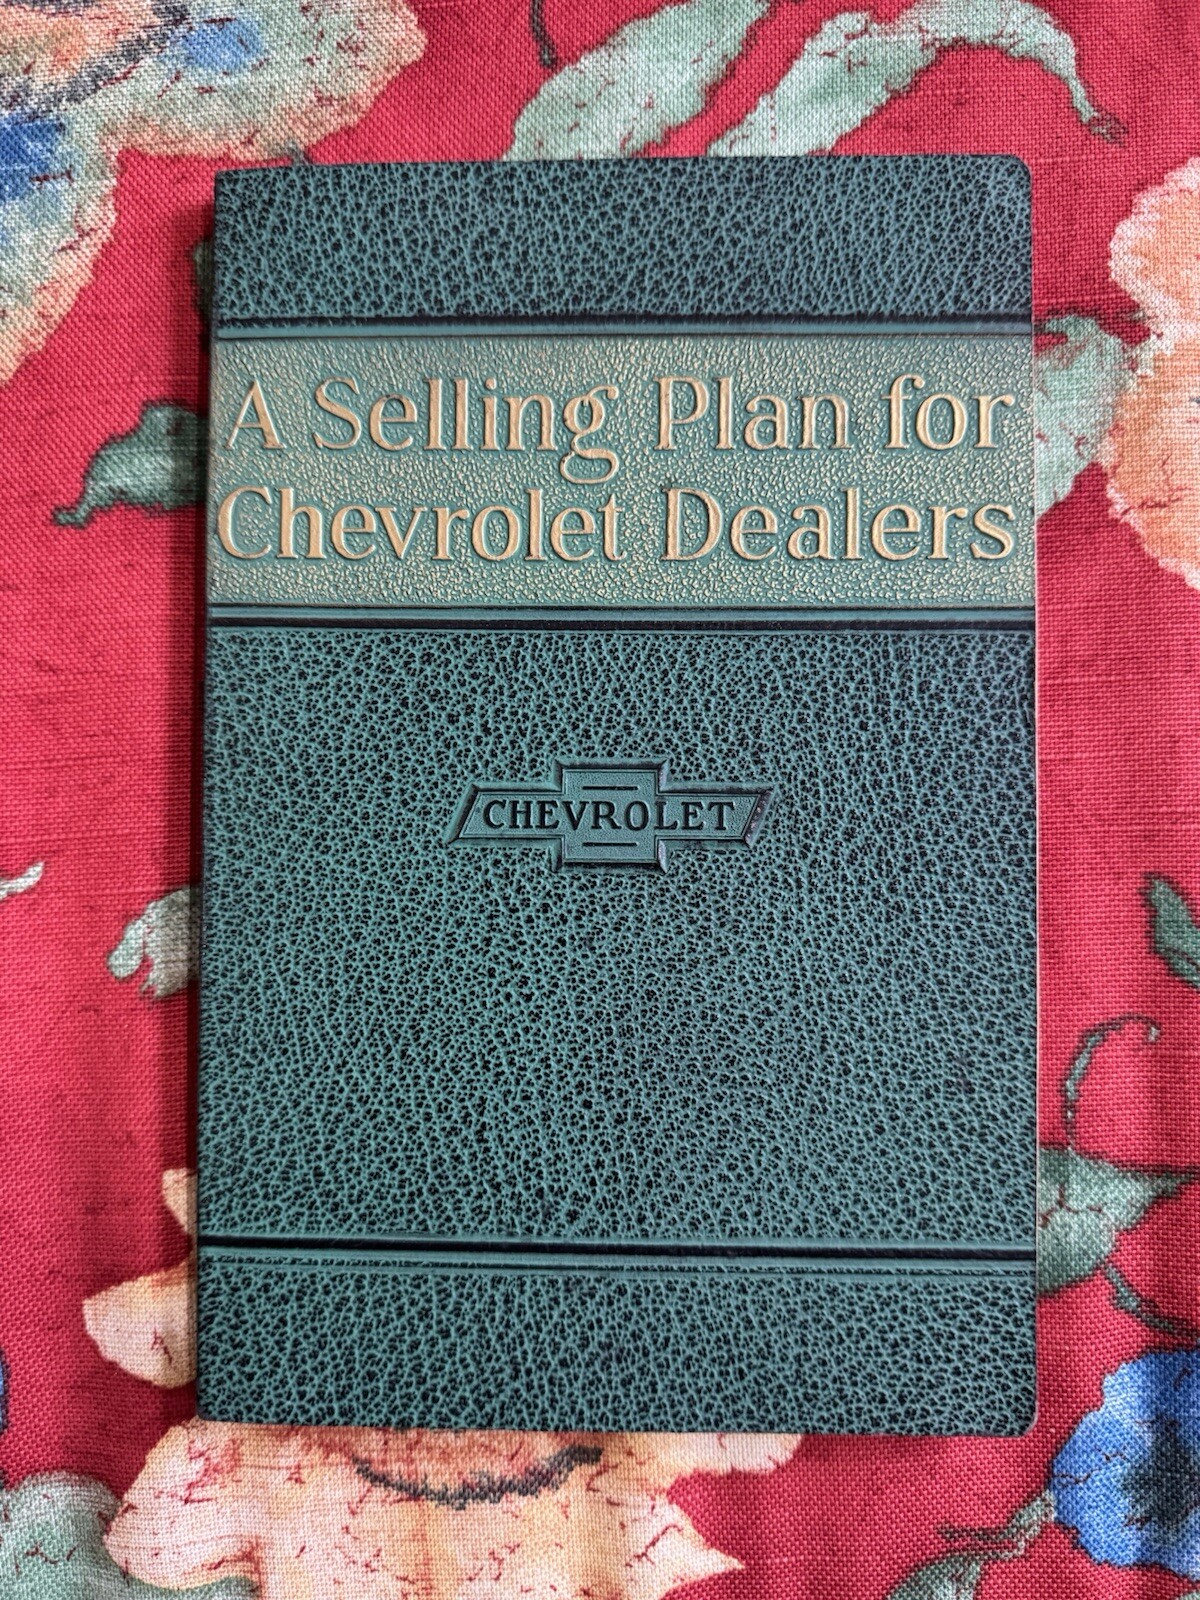 A Selling Plan for
Chevrolet Dealers
CHEVROLET